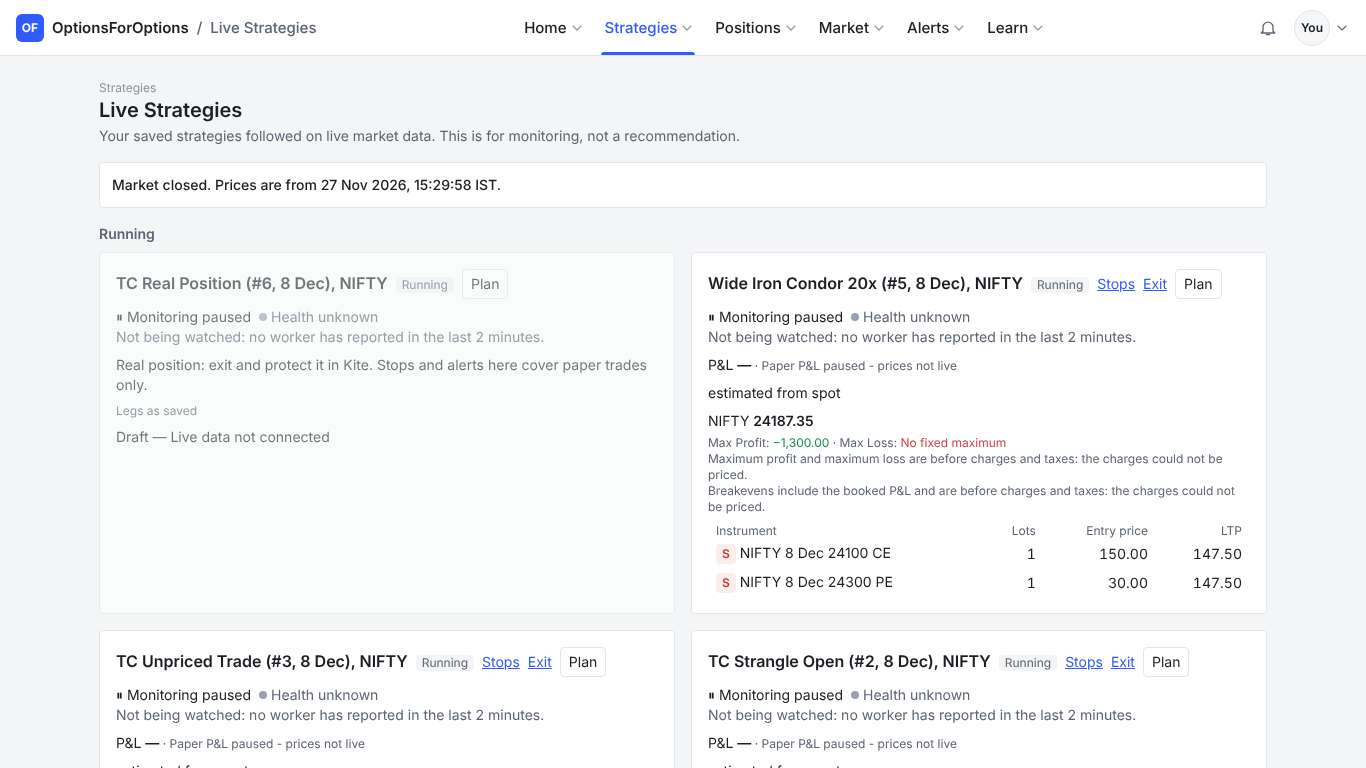 OF OptionsForOptions / Live Strategies Home Strategies Positions Market Alerts Learn You
Strategies
Live Strategies
Your saved strategies followed on live market data. This is for monitoring, not a recommendation.
Market closed. Prices are from 27 Nov 2026, 15:29:58 IST.
Running
TC Real Position (#6, 8 Dec), NIFTY Running Plan
Monitoring paused Health unknown
Not being watched: no worker has reported in the last 2 minutes.
Real position: exit and protect it in Kite. Stops and alerts here cover paper trades
only.
Legs as saved
Draft — Live data not connected
Wide Iron Condor 20x (#5, 8 Dec), NIFTY Running Stops Exit Plan
Monitoring paused Health unknown
Not being watched: no worker has reported in the last 2 minutes.
P&L — · Paper P&L paused - prices not live
estimated from spot
NIFTY 24187.35
Max Profit: −1,300.00 · Max Loss: No fixed maximum
Maximum profit and maximum loss are before charges and taxes: the charges could not be
priced.
Breakevens include the booked P&L and are before charges and taxes: the charges could not
be priced.
Instrument Lots Entry price LTP
S NIFTY 8 Dec 24100 CE 1 150.00 147.50
S NIFTY 8 Dec 24300 PE 1 30.00 147.50
TC Unpriced Trade (#3, 8 Dec), NIFTY Running Stops Exit Plan
Monitoring paused Health unknown
Not being watched: no worker has reported in the last 2 minutes.
P&L — · Paper P&L paused - prices not live
TC Strangle Open (#2, 8 Dec), NIFTY Running Stops Exit Plan
Monitoring paused Health unknown
Not being watched: no worker has reported in the last 2 minutes.
P&L — · Paper P&L paused - prices not live